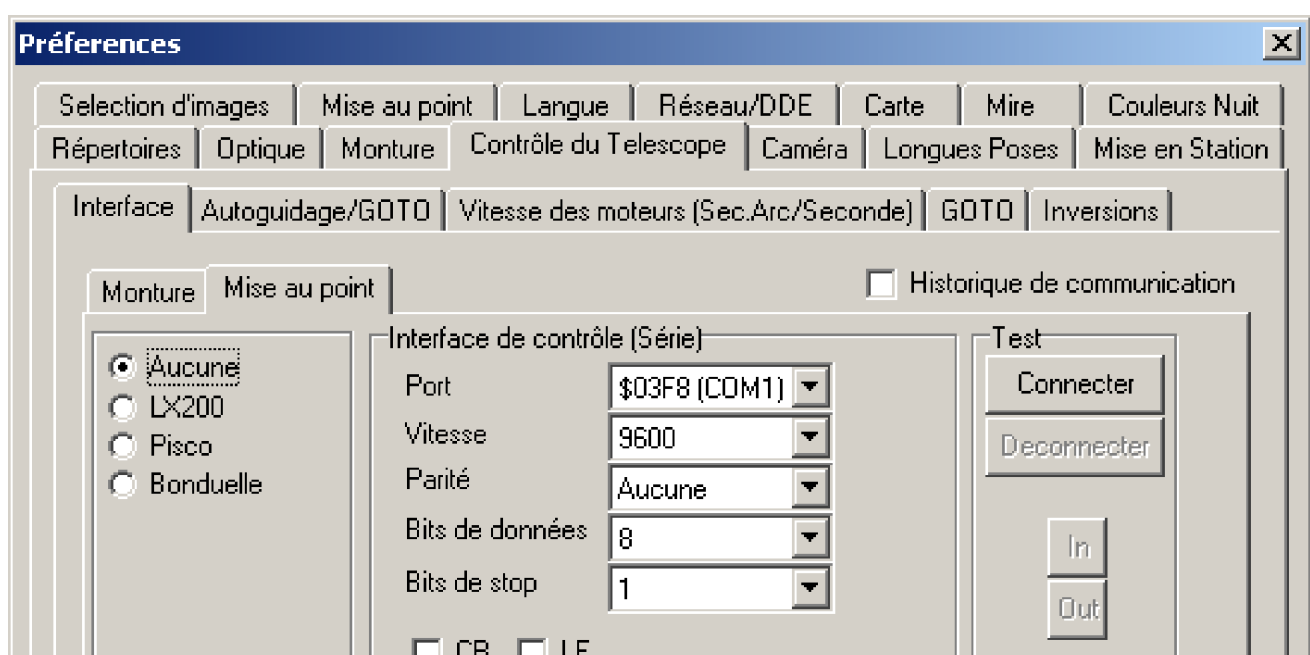 Préferences
Selection d'images Mise au point Langue Réseau/DDE Carte Mire Couleurs Nuit
Répertoires Optique Monture Contrôle du Telescope Caméra Longues Poses Mise en Station
Interface Autoguidage/GOTO Vitesse des moteurs (Sec.Arc/Seconde) GOTO Inversions
Monture Mise au point Historique de communication
Interface de contrôle (Série) Test
Aucune Port $03F8 (COM1) Connecter
LX200
Pisco Vitesse 9600 Deconnecter
Bonduelle Parité Aucune
Bits de données 8 In
Bits de stop 1 Out
CR LF